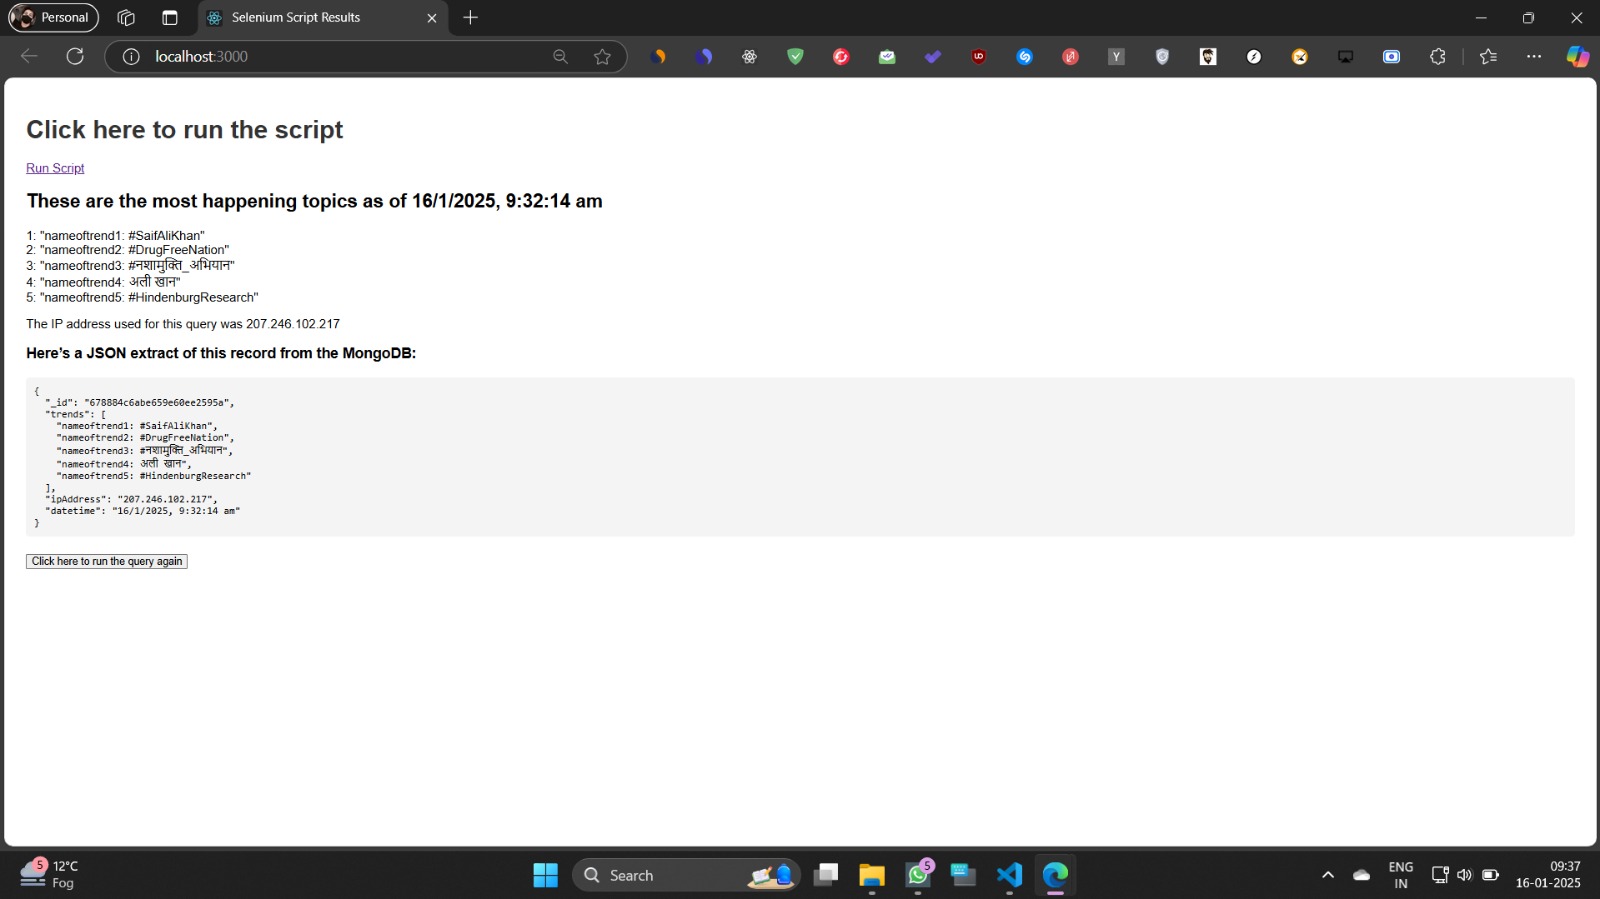 Personal
Selenium Script Results
localhost:3000
Click here to run the script
Run Script
These are the most happening topics as of 16/1/2025, 9:32:14 am
1: "nameoftrend1: #SaifAliKhan"
2: "nameoftrend2: #DrugFreeNation"
3: "nameoftrend3: #नशामुक्ति_अभियान"
4: "nameoftrend4: अली खान"
5: "nameoftrend5: #HindenburgResearch"
The IP address used for this query was 207.246.102.217
Here’s a JSON extract of this record from the MongoDB:
{
"_id": "678884c6abe659e60ee2595a",
"trends": [
"nameoftrend1: #SaifAliKhan",
"nameoftrend2: #DrugFreeNation",
"nameoftrend3: #नशामुक्ति_अभियान",
"nameoftrend4: अली खान",
"nameoftrend5: #HindenburgResearch"
],
"ipAddress": "207.246.102.217",
"datetime": "16/1/2025, 9:32:14 am"
}
Click here to run the query again
5
12°C
Fog
Search
5
ENG
IN
09:37
16-01-2025